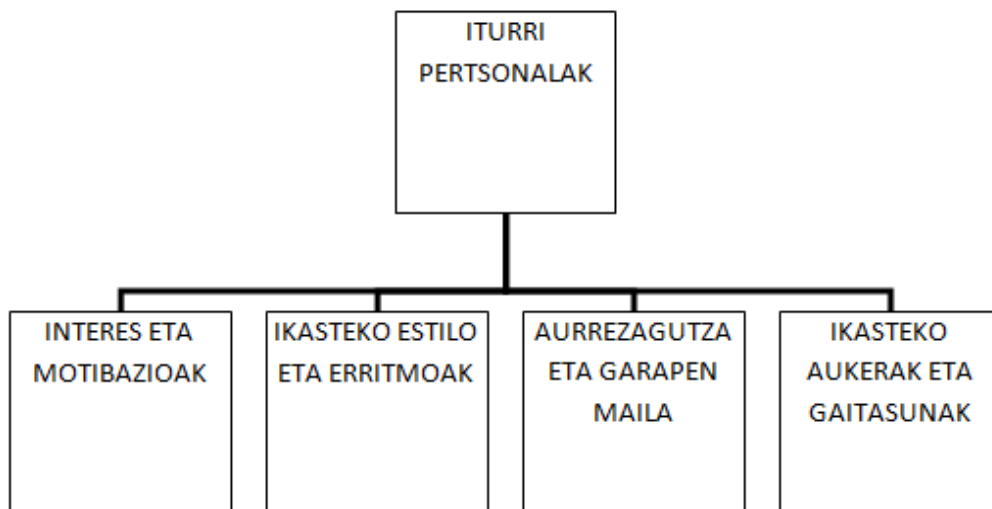 ITURRI
PERTSONALAK
INTERES ETA
MOTIBAZIOAK
IKASTEKO ESTILO
ETA ERRITMOAK
AURREZAGUTZA
ETA GARAPEN
MAILA
IKASTEKO
AUKERAK ETA
GAITASUNAK